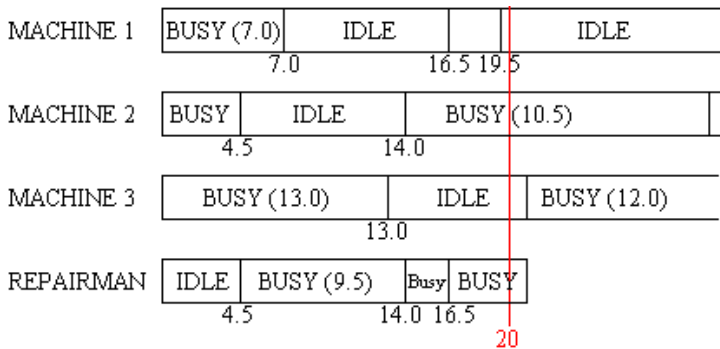 MACHINE 1 BUSY (7.0) IDLE IDLE
7.0 16.5 19.5
MACHINE 2 BUSY IDLE BUSY (10.5)
4.5 14.0
MACHINE 3 BUSY (13.0) IDLE BUSY (12.0)
13.0
REPAIRMAN IDLE BUSY (9.5) Busy BUSY
4.5 14.0 16.5
20